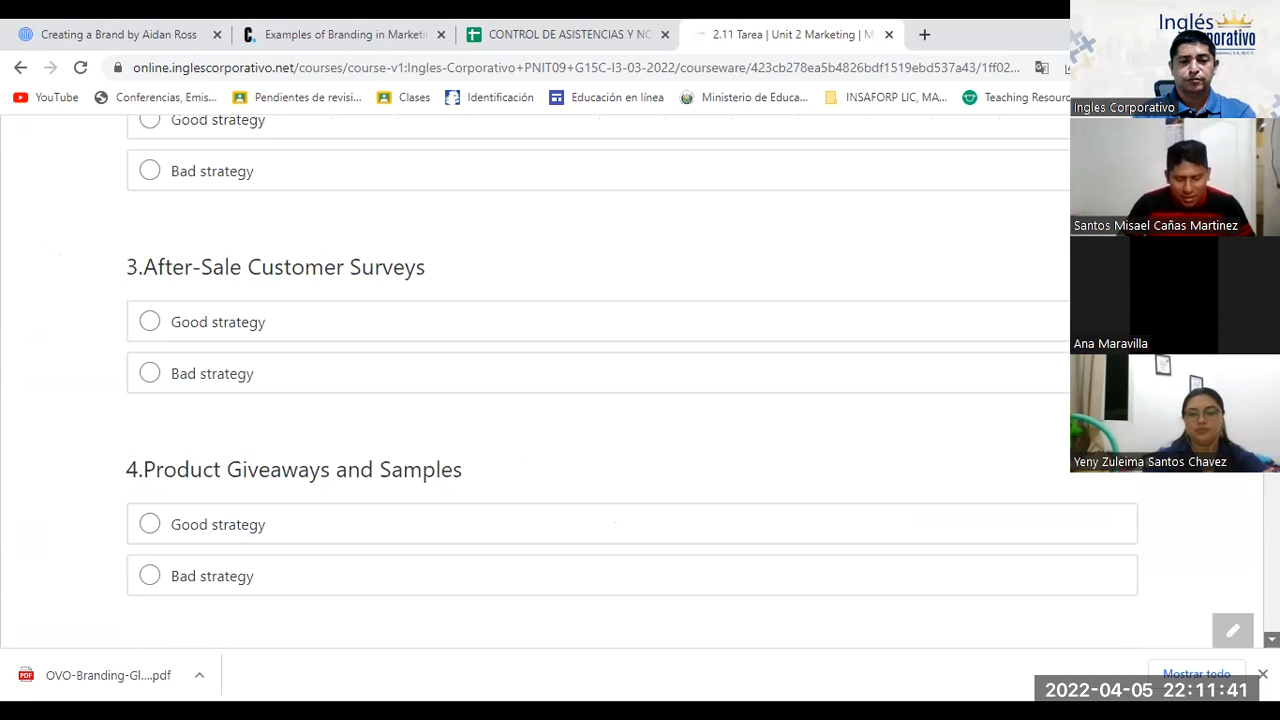 Creating a Brand by Aidan Ross
Examples of Branding in Marketi
CONTROL DE ASISTENCIAS Y NO
2.11 Tarea | Unit 2 Marketing | M
online.inglescorporativo.net/courses/course-v1:Ingles-Corporativo+PNIT09+G15C-I3-03-2022/courseware/423cb278ea5b4826bdf1519ebd537a43/1ff02...
YouTube
Conferencias, Emis...
Pendientes de revisi...
Clases
Identificación
Educación en línea
Ministerio de Educa...
INSAFORP LIC, MA...
Teaching Resourc
Good strategy
Bad strategy
3.After-Sale Customer Surveys
Good strategy
Bad strategy
4.Product Giveaways and Samples
Good strategy
Bad strategy
OVO-Branding-Gl....pdf
Mostrar todo
Inglés
Ingles Corporativo
Santos Misael Cañas Martinez
Ana Maravilla
Yeny Zuleima Santos Chavez
2022-04-05 22:11:41